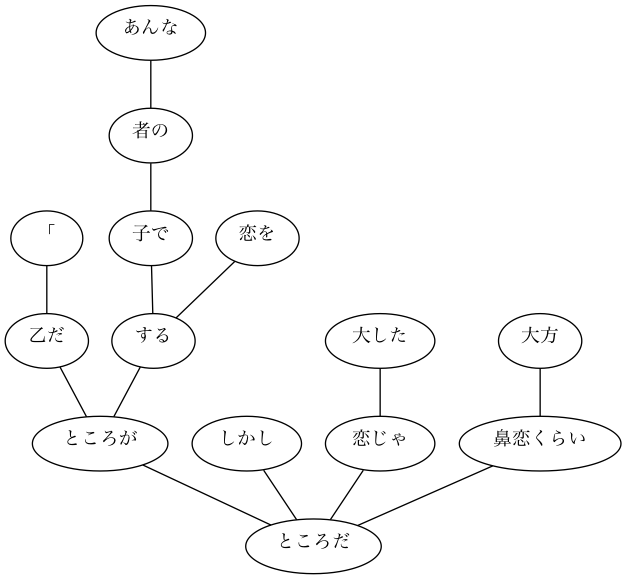 あんな
者の
「
子で
恋を
乙だ
する
大した
大方
ところが
しかし
恋じゃ
鼻恋くらい
ところだ